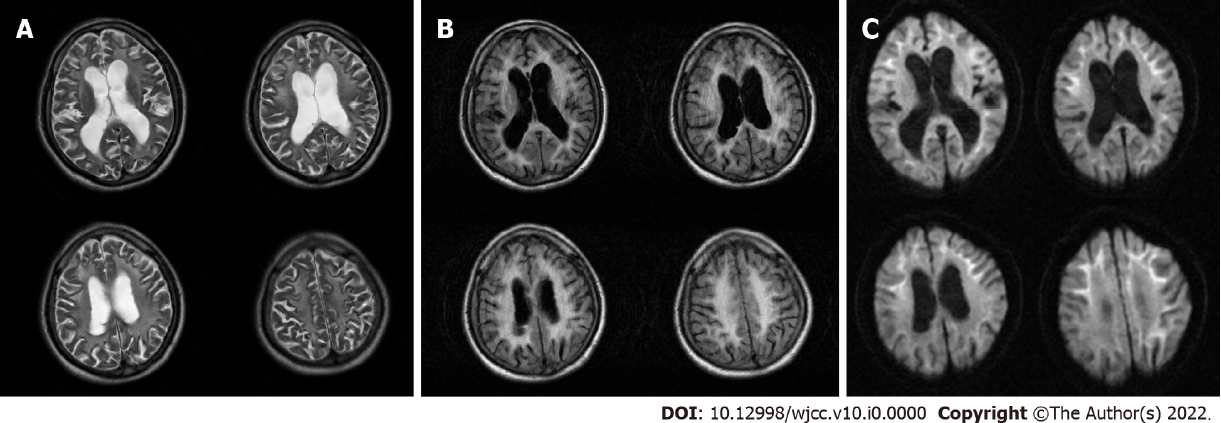 A
B
C
DOI: 10.12998/wjcc.v10.i0.0000 Copyright ©The Author(s) 2022.